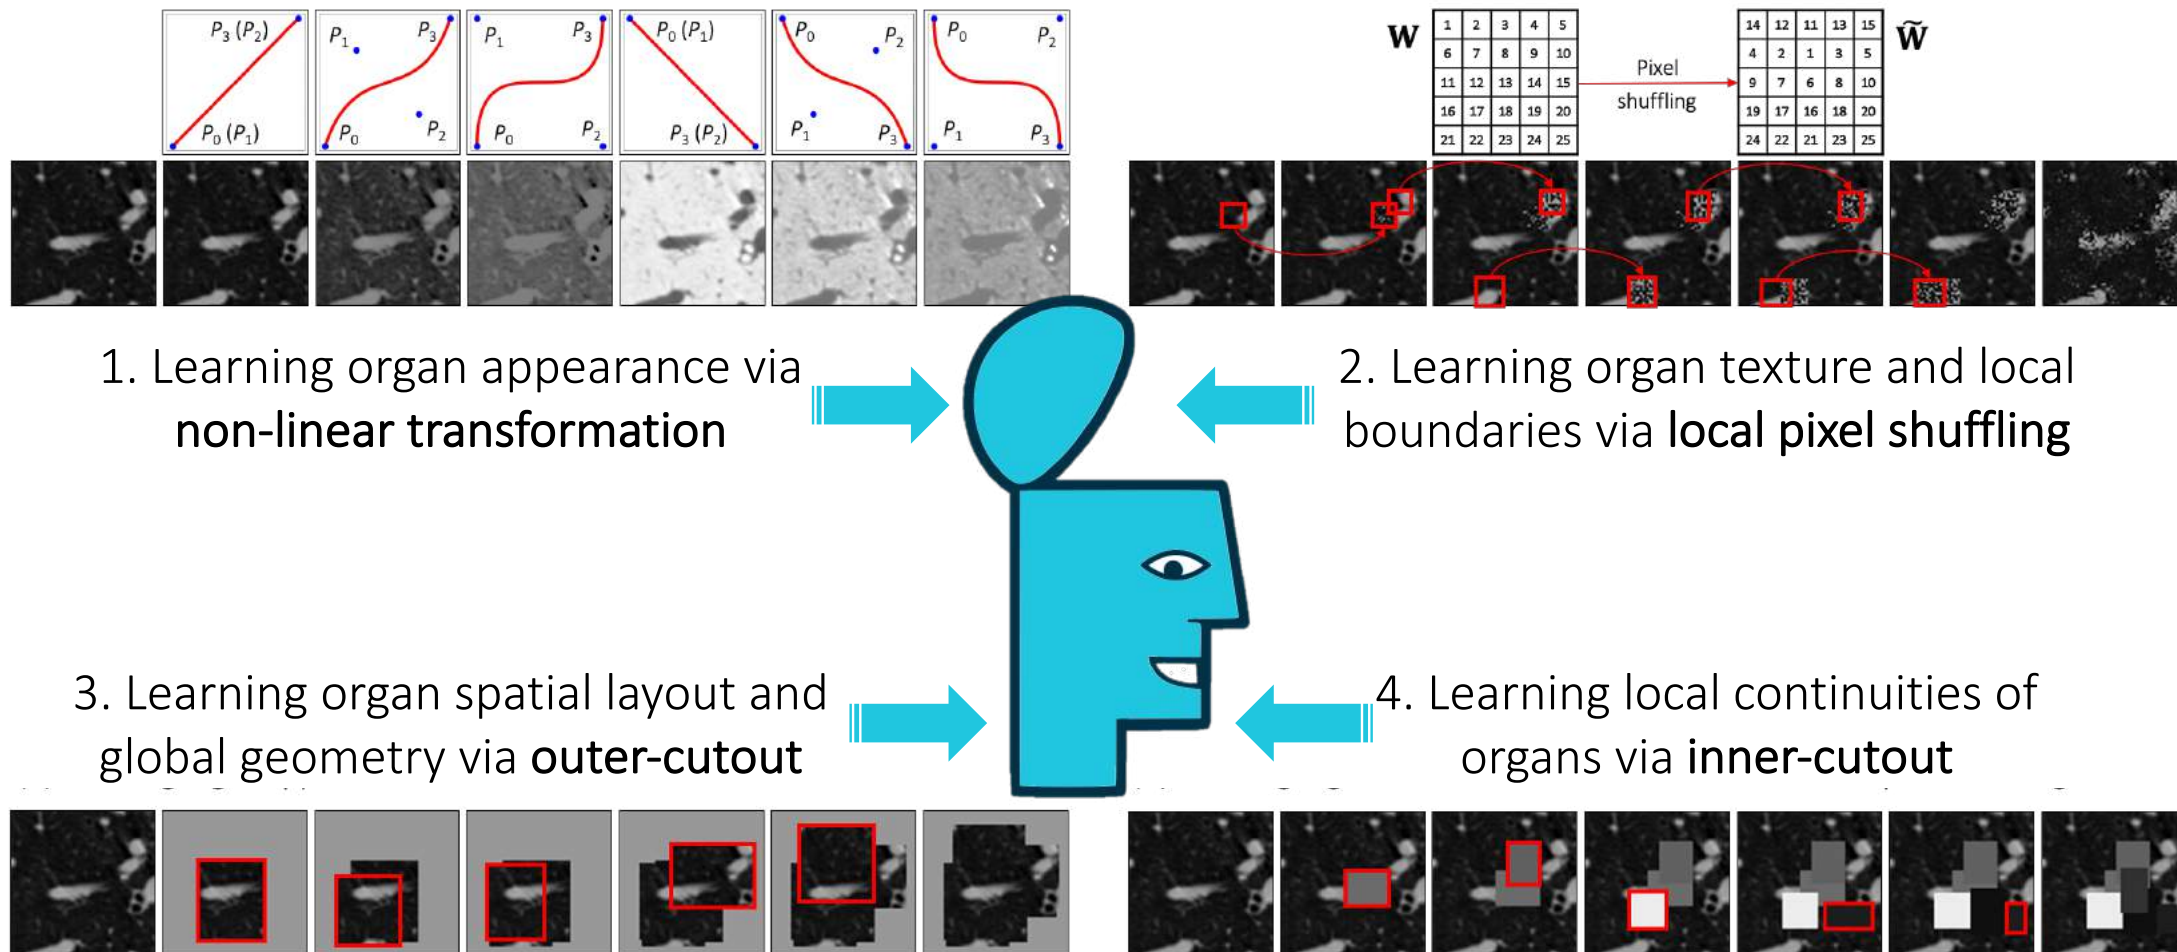 P3 (P2)
P0 (P1)
P1
P3
P0
P2
P1
P3
P0
P2
P0 (P1)
P3 (P2)
P0
P2
P1
P3
P0
P2
P1
P3
W
1 2 3 4 5
6 7 8 9 10
11 12 13 14 15
16 17 18 19 20
21 22 23 24 25
Pixel
shuffling
14 12 11 13 15
4 2 1 3 5
9 7 6 8 10
19 17 16 18 20
24 22 21 23 25
W̃
1. Learning organ appearance via
non-linear transformation
2. Learning organ texture and local
boundaries via local pixel shuffling
3. Learning organ spatial layout and
global geometry via outer-cutout
4. Learning local continuities of
organs via inner-cutout